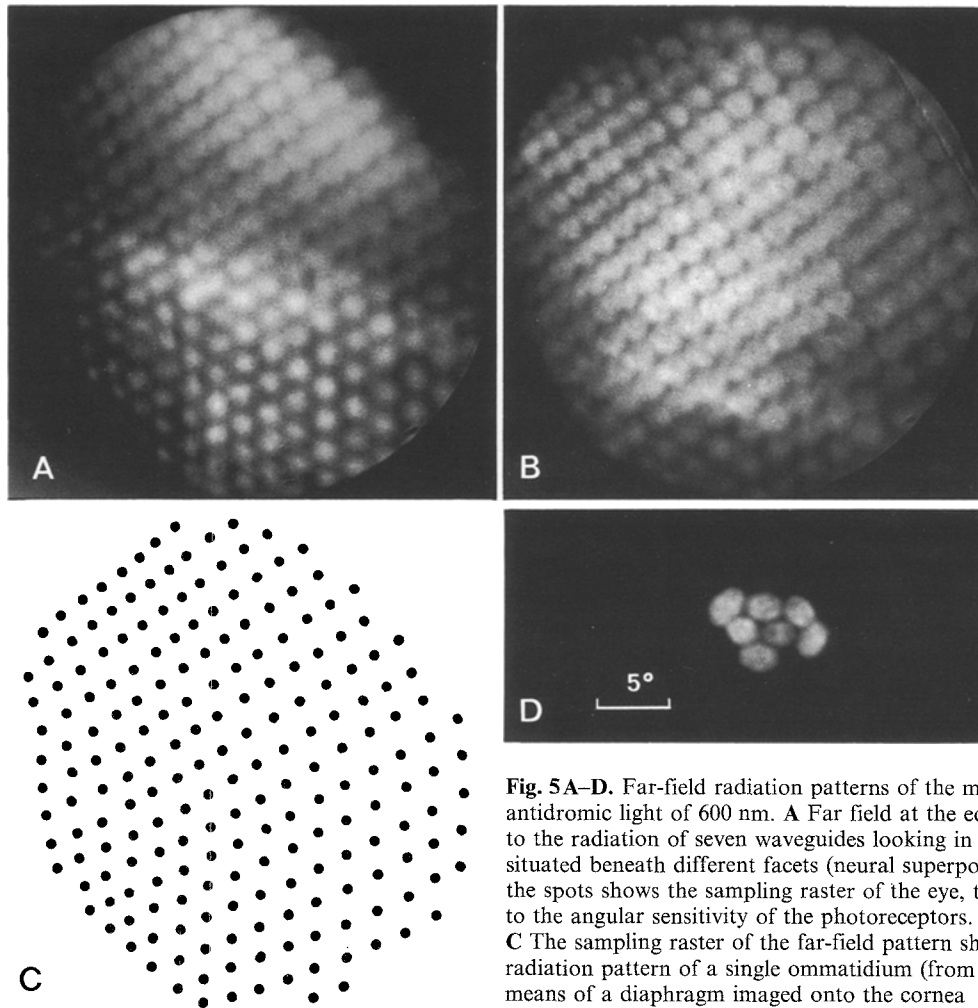 A
B
C
5°
D
Fig. 5A–D. Far-field radiation patterns of the m
antidromic light of 600 nm. A Far field at the e
to the radiation of seven waveguides looking in
situated beneath different facets (neural superpo
the spots shows the sampling raster of the eye, t
to the angular sensitivity of the photoreceptors.
C The sampling raster of the far-field pattern sh
radiation pattern of a single ommatidium (from
means of a diaphragm imaged onto the cornea